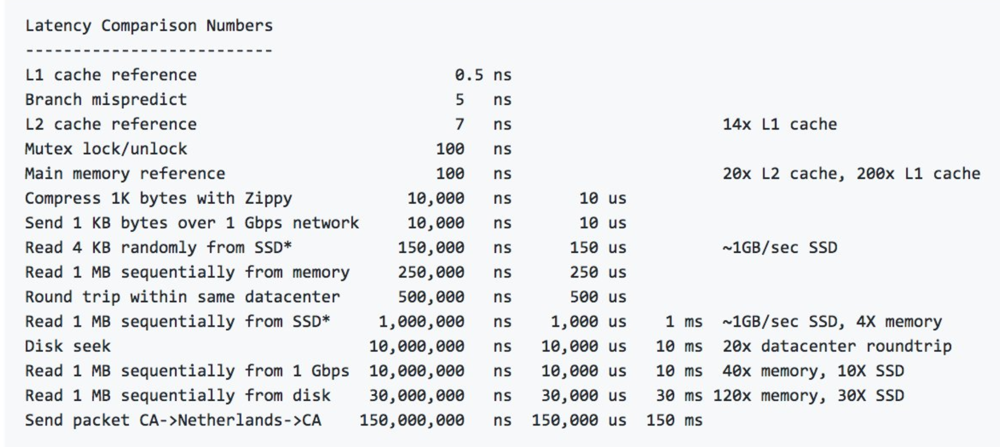 Latency Comparison Numbers
--------------------------
L1 cache reference 0.5 ns
Branch mispredict 5 ns
L2 cache reference 7 ns 14x L1 cache
Mutex lock/unlock 100 ns
Main memory reference 100 ns 20x L2 cache, 200x L1 cache
Compress 1K bytes with Zippy 10,000 ns 10 us
Send 1 KB bytes over 1 Gbps network 10,000 ns 10 us
Read 4 KB randomly from SSD* 150,000 ns 150 us ~1GB/sec SSD
Read 1 MB sequentially from memory 250,000 ns 250 us
Round trip within same datacenter 500,000 ns 500 us
Read 1 MB sequentially from SSD* 1,000,000 ns 1,000 us 1 ms ~1GB/sec SSD, 4X memory
Disk seek 10,000,000 ns 10,000 us 10 ms 20x datacenter roundtrip
Read 1 MB sequentially from 1 Gbps 10,000,000 ns 10,000 us 10 ms 40x memory, 10X SSD
Read 1 MB sequentially from disk 30,000,000 ns 30,000 us 30 ms 120x memory, 30X SSD
Send packet CA->Netherlands->CA 150,000,000 ns 150,000 us 150 ms